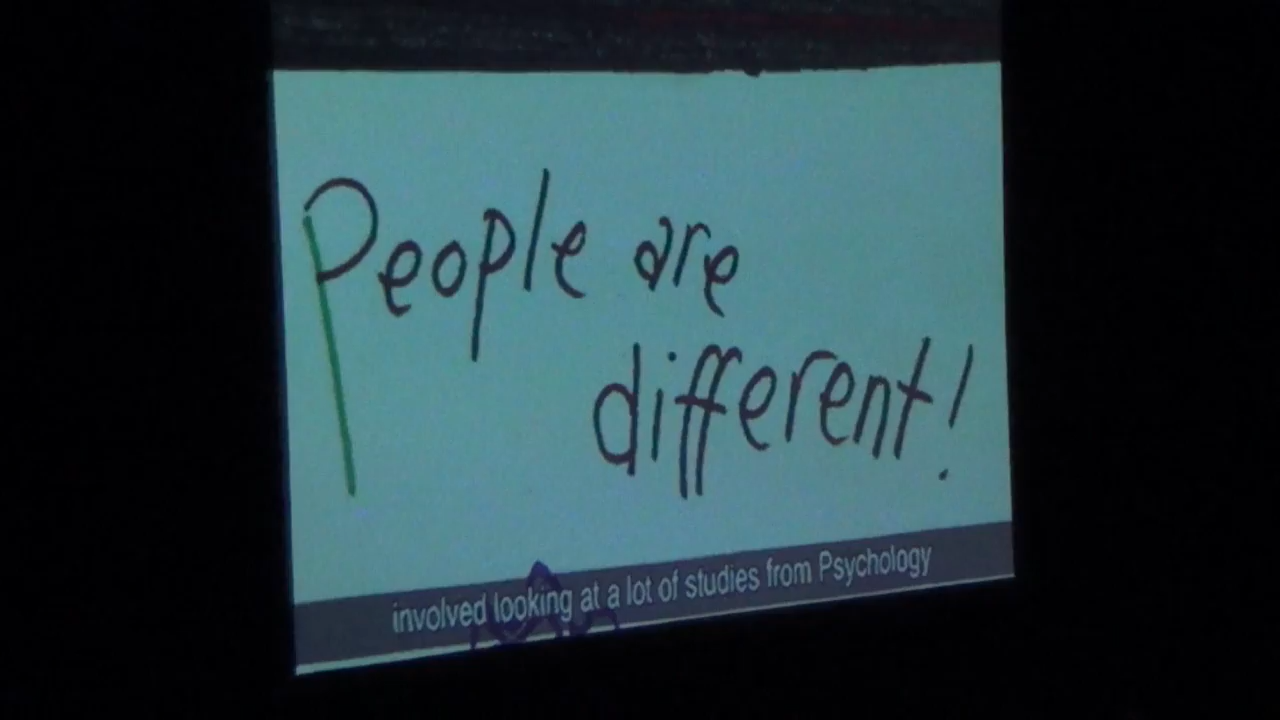 People are
different!
involved looking at a lot of studies from Psychology